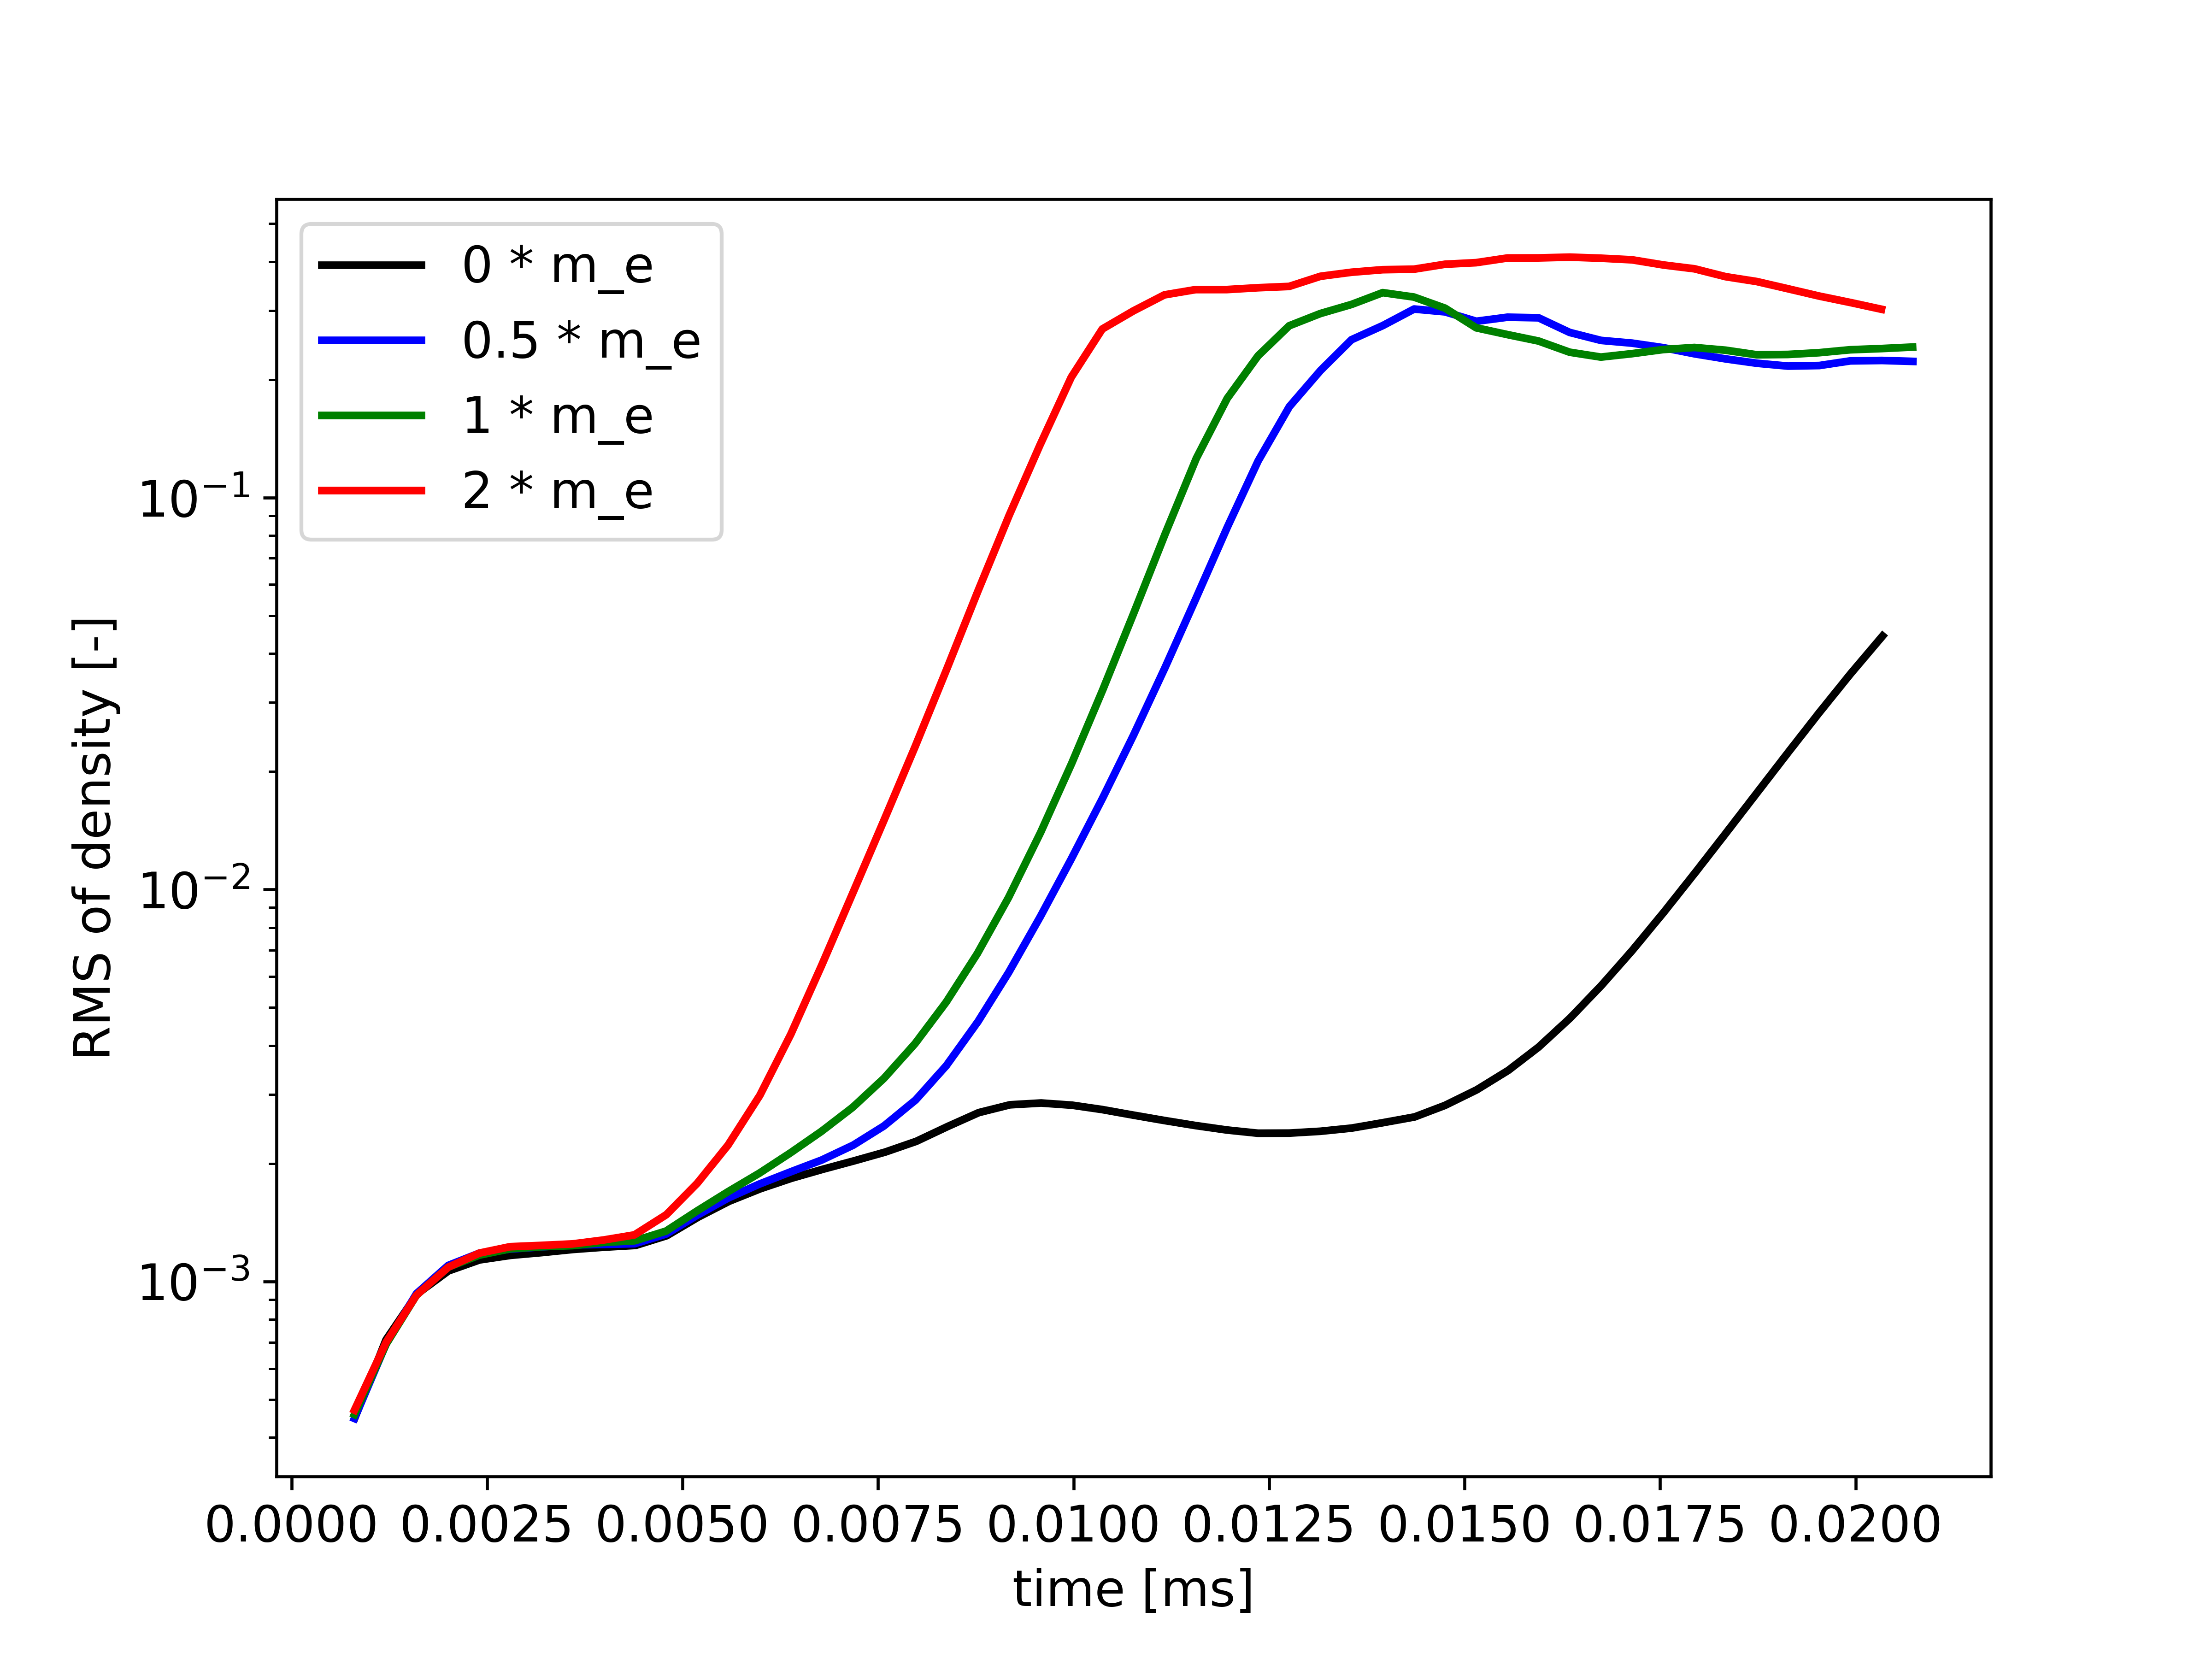 0 * m_e
0.5 * m_e
1 * m_e
2 * m_e
RMS of density [-]
10⁻¹
10⁻²
10⁻³
0.0000 0.0025 0.0050 0.0075 0.0100 0.0125 0.0150 0.0175 0.0200
time [ms]